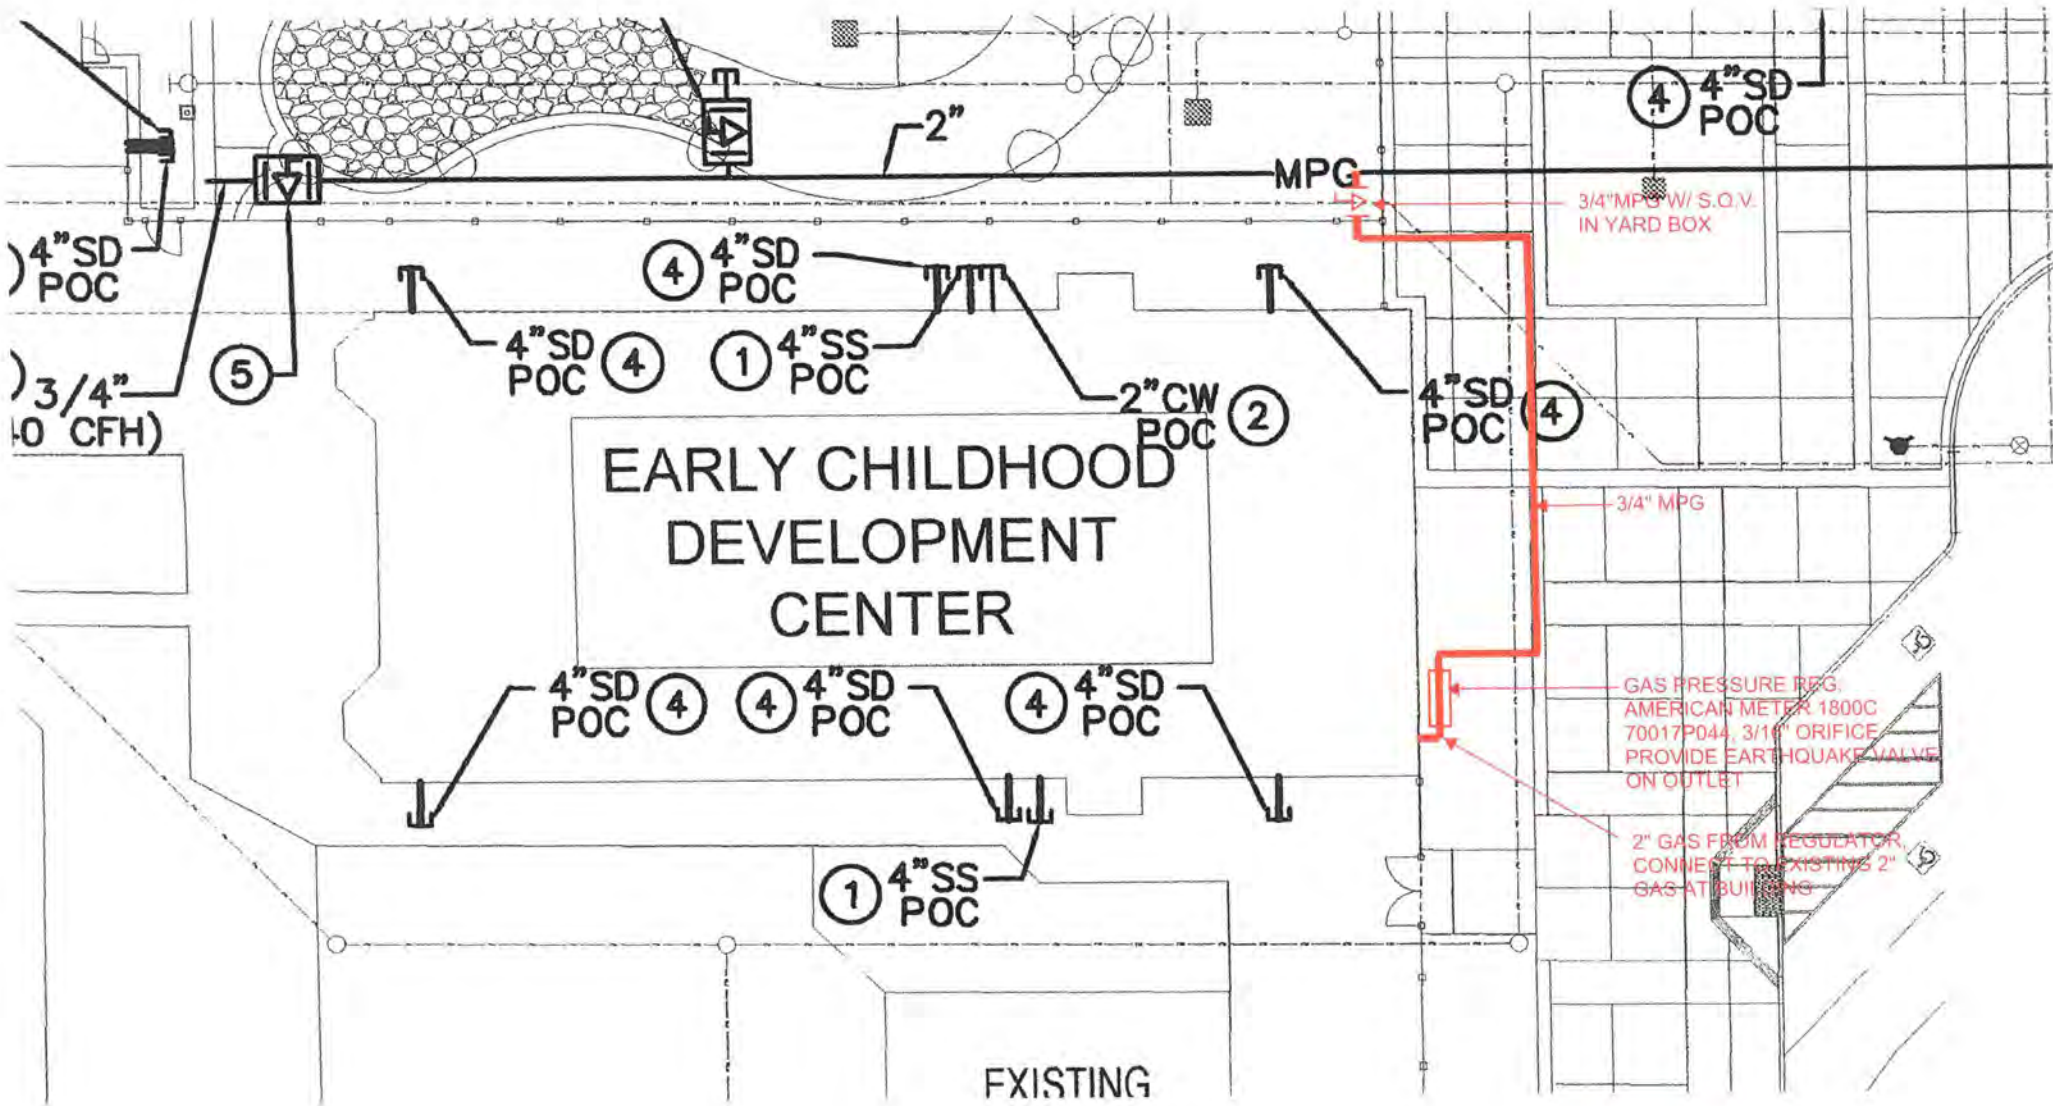 2"
4 4"SD
POC
MPG
3/4"MPG W/ S.O.V.
IN YARD BOX
4"SD
POC
4 4"SD
POC
4"SD 4
POC
1 4"SS
POC
2"CW 2
POC
4"SD 4
POC
5
3/4"
0 CFH)
EARLY CHILDHOOD
DEVELOPMENT
CENTER
3/4" MPG
4"SD 4
POC
4 4"SD
POC
4 4"SD
POC
GAS PRESSURE REG.
AMERICAN METER 1800C
70017P044, 3/16" ORIFICE
PROVIDE EARTHQUAKE VALVE
ON OUTLET
2" GAS FROM REGULATOR,
CONNECT TO EXISTING 2"
GAS AT BUILDING
1 4"SS
POC
EXISTING